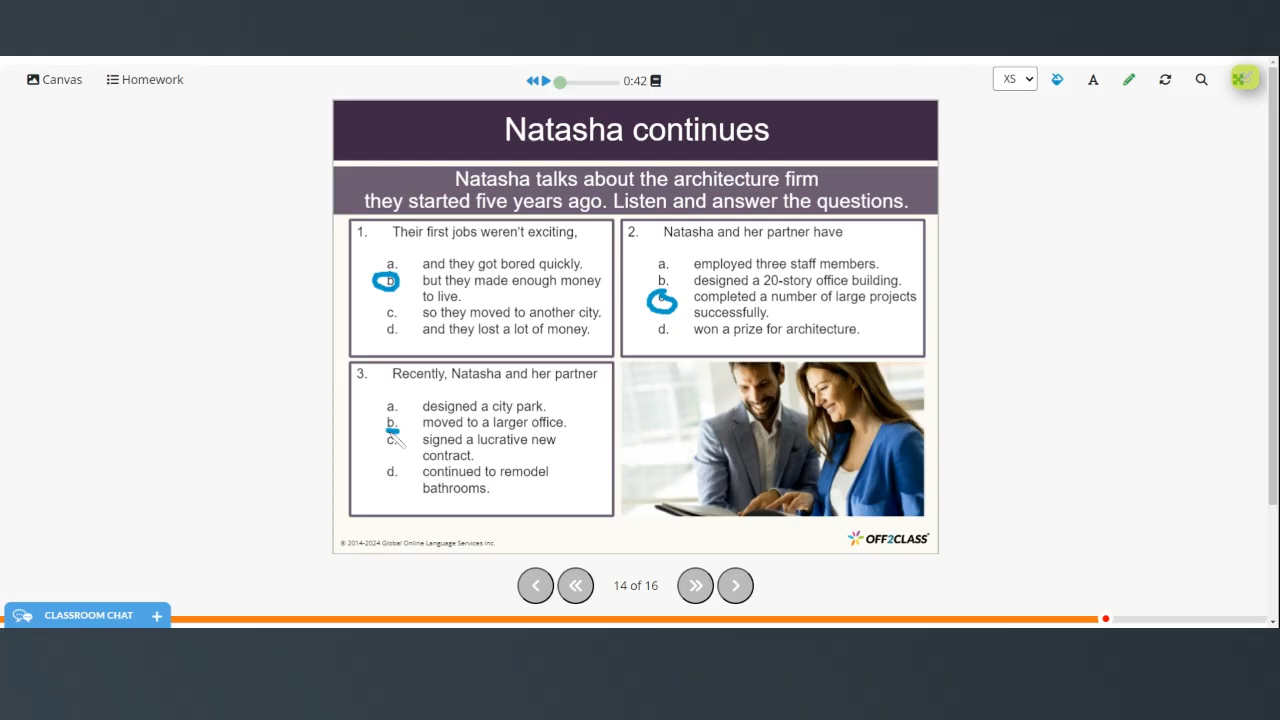 Canvas
Homework
0:42
XS
A
Natasha continues
Natasha talks about the architecture firm
they started five years ago. Listen and answer the questions.
1. Their first jobs weren't exciting,
a. and they got bored quickly.
b. but they made enough money
to live.
c. so they moved to another city.
d. and they lost a lot of money.
2. Natasha and her partner have
a. employed three staff members.
b. designed a 20-story office building.
c. completed a number of large projects
successfully.
d. won a prize for architecture.
3. Recently, Natasha and her partner
a. designed a city park.
b. moved to a larger office.
c. signed a lucrative new
contract.
d. continued to remodel
bathrooms.
© 2014-2024 Global Online Language Services Inc.
OFF2CLASS
14 of 16
CLASSROOM CHAT +